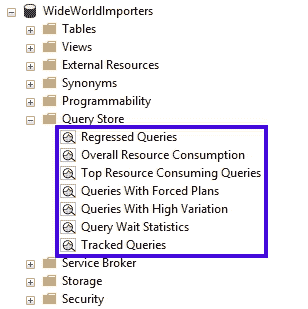 WideWorldImporters
Tables
Views
External Resources
Synonyms
Programmability
Query Store
Regressed Queries
Overall Resource Consumption
Top Resource Consuming Queries
Queries With Forced Plans
Queries With High Variation
Query Wait Statistics
Tracked Queries
Service Broker
Storage
Security